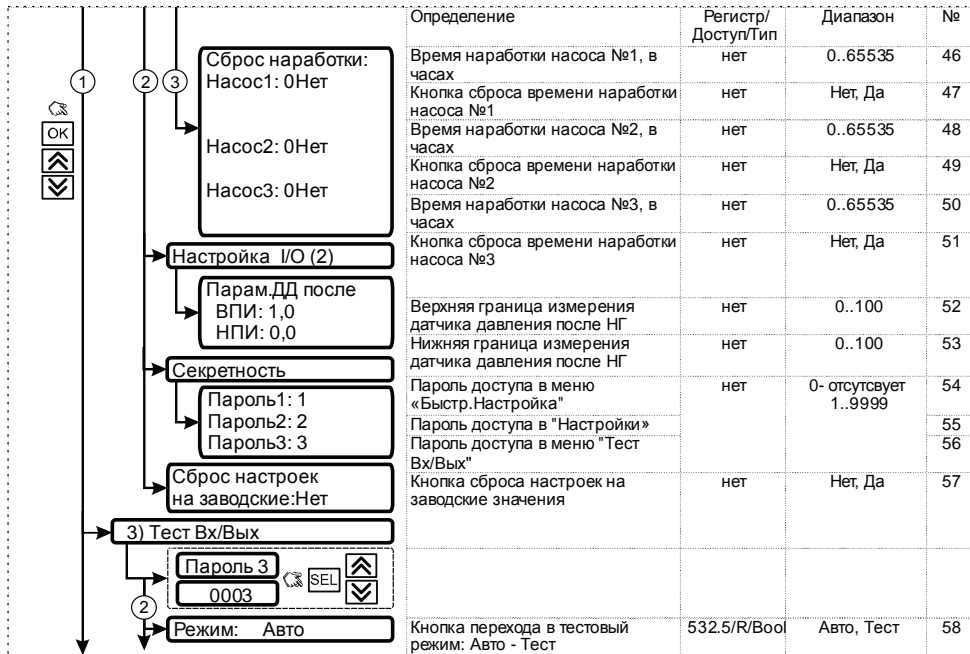 Определение Регистр/ Диапазон №
Доступ/Тип
Сброс наработки:
Насос1: 0Нет
Насос2: 0Нет
Насос3: 0Нет
1 2 3
OK
Время наработки насоса №1, в нет 0..65535 46
часах
Кнопка сброса времени наработки нет Нет, Да 47
насоса №1
Время наработки насоса №2, в нет 0..65535 48
часах
Кнопка сброса времени наработки нет Нет, Да 49
насоса №2
Время наработки насоса №3, в нет 0..65535 50
часах
Кнопка сброса времени наработки нет Нет, Да 51
насоса №3
Настройка I/O (2)
Парам.ДД после
ВПИ: 1,0
НПИ: 0,0
Верхняя граница измерения нет 0..100 52
датчика давления после НГ
Нижняя граница измерения нет 0..100 53
датчика давления после НГ
Секретность
Пароль1: 1
Пароль2: 2
Пароль3: 3
Пароль доступа в меню нет 0- отсутсвует 54
«Быстр.Настройка" 1..9999
Пароль доступа в "Настройки» 55
Пароль доступа в меню "Тест 56
Вх/Вых"
Сброс настроек
на заводские:Нет
Кнопка сброса настроек на нет Нет, Да 57
заводские значения
3) Тест Вх/Вых
Пароль 3
0003
SEL
2
Режим: Авто
Кнопка перехода в тестовый 532.5/R/Bool Авто, Тест 58
режим: Авто - Тест